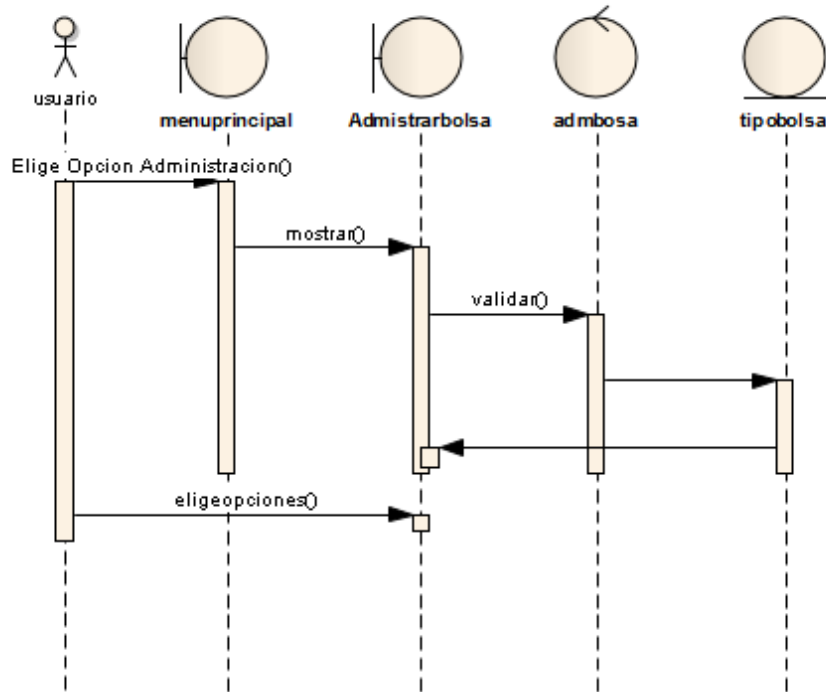 usuario
menuprincipal
Admistrarbolsa
admbosa
tipobolsa
Elige Opcion Administracion()
mostrar()
validar()
eligeopciones()